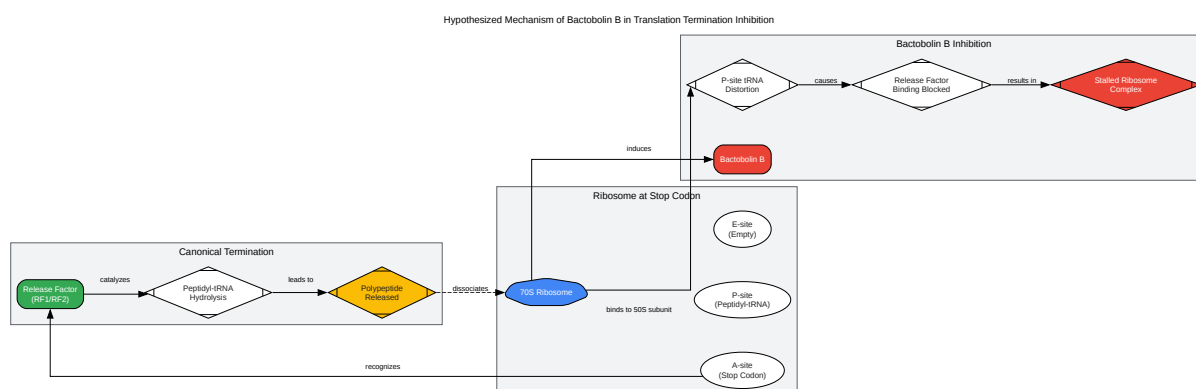 Hypothesized Mechanism of Bactobolin B in Translation Termination Inhibition
Bactobolin B Inhibition
P-site tRNA
Distortion
causes
Release Factor
Binding Blocked
results in
Stalled Ribosome
Complex
induces
Bactobolin B
Ribosome at Stop Codon
E-site
(Empty)
Canonical Termination
Release Factor
(RF1/RF2)
catalyzes
Peptidyl-tRNA
Hydrolysis
leads to
Polypeptide
Released
dissociates
70S Ribosome
binds to 50S subunit
P-site
(Peptidyl-tRNA)
recognizes
A-site
(Stop Codon)